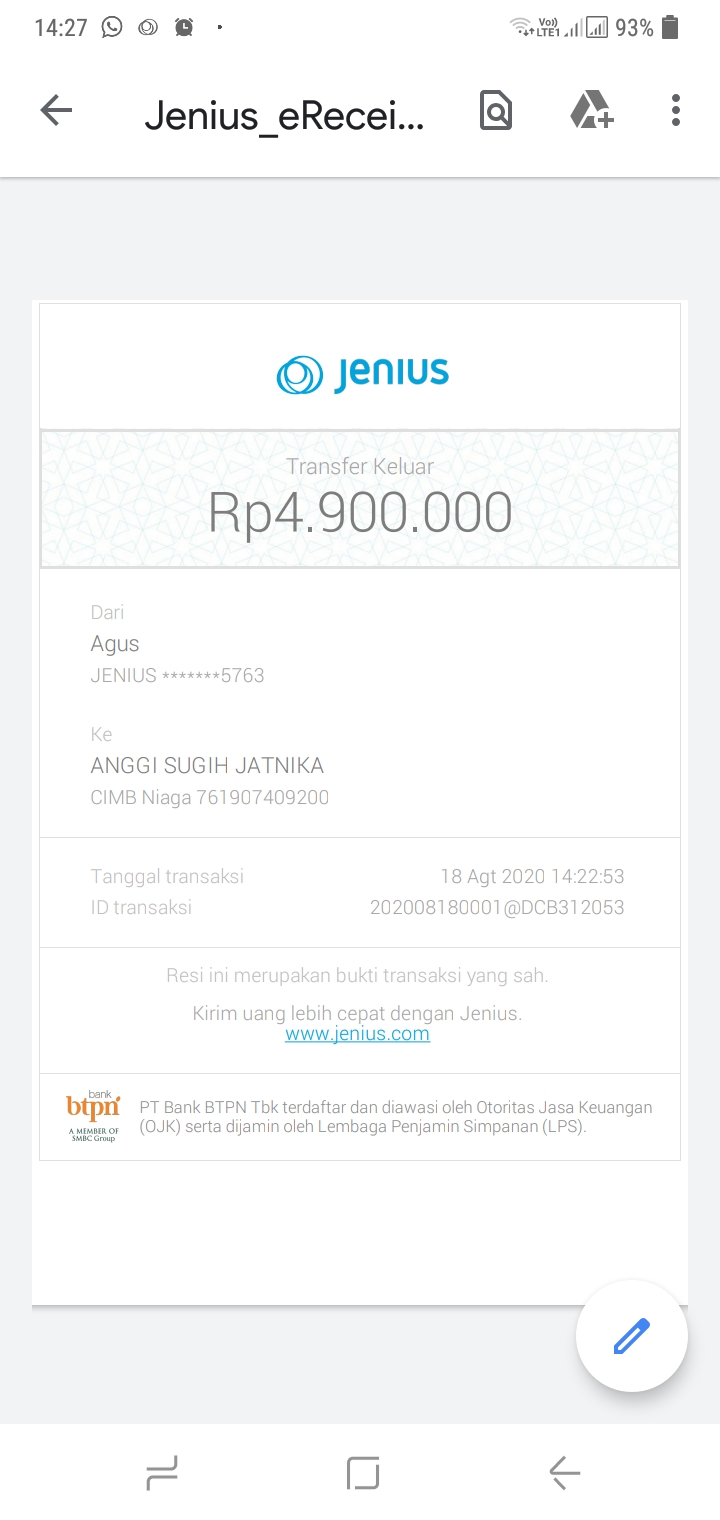 14:27
Vo)) LTE1 93%
Jenius_eRecei...
jenius
Transfer Keluar
Rp4.900.000
Dari
Agus
JENIUS *******5763
Ke
ANGGI SUGIH JATNIKA
CIMB Niaga 761907409200
Tanggal transaksi 18 Agt 2020 14:22:53
ID transaksi 202008180001@DCB312053
Resi ini merupakan bukti transaksi yang sah.
Kirim uang lebih cepat dengan Jenius.
www.jenius.com
bank
btpn
A MEMBER OF
SMBC Group
PT Bank BTPN Tbk terdaftar dan diawasi oleh Otoritas Jasa Keuangan
(OJK) serta dijamin oleh Lembaga Penjamin Simpanan (LPS).